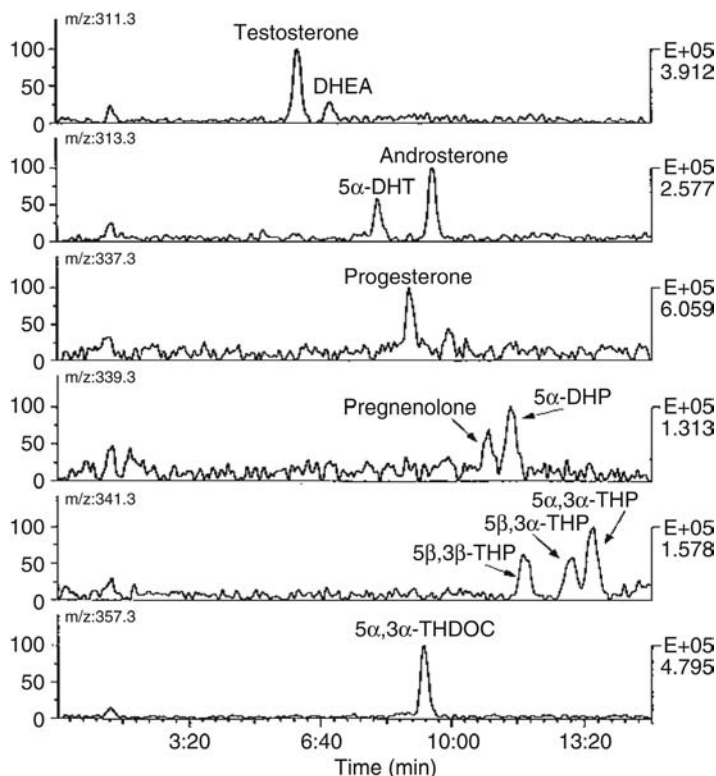 m/z:311.3
Testosterone
DHEA
100
50
0
E+05
3.912
m/z:313.3
Androsterone
5α-DHT
100
50
0
E+05
2.577
m/z:337.3
Progesterone
100
50
0
E+05
6.059
m/z:339.3
Pregnenolone
5α-DHP
100
50
0
E+05
1.313
m/z:341.3
5α,3α-THP
5β,3α-THP
5β,3β-THP
100
50
0
E+05
1.578
m/z:357.3
5α,3α-THDOC
100
50
0
E+05
4.795
3:20 6:40 10:00 13:20
Time (min)